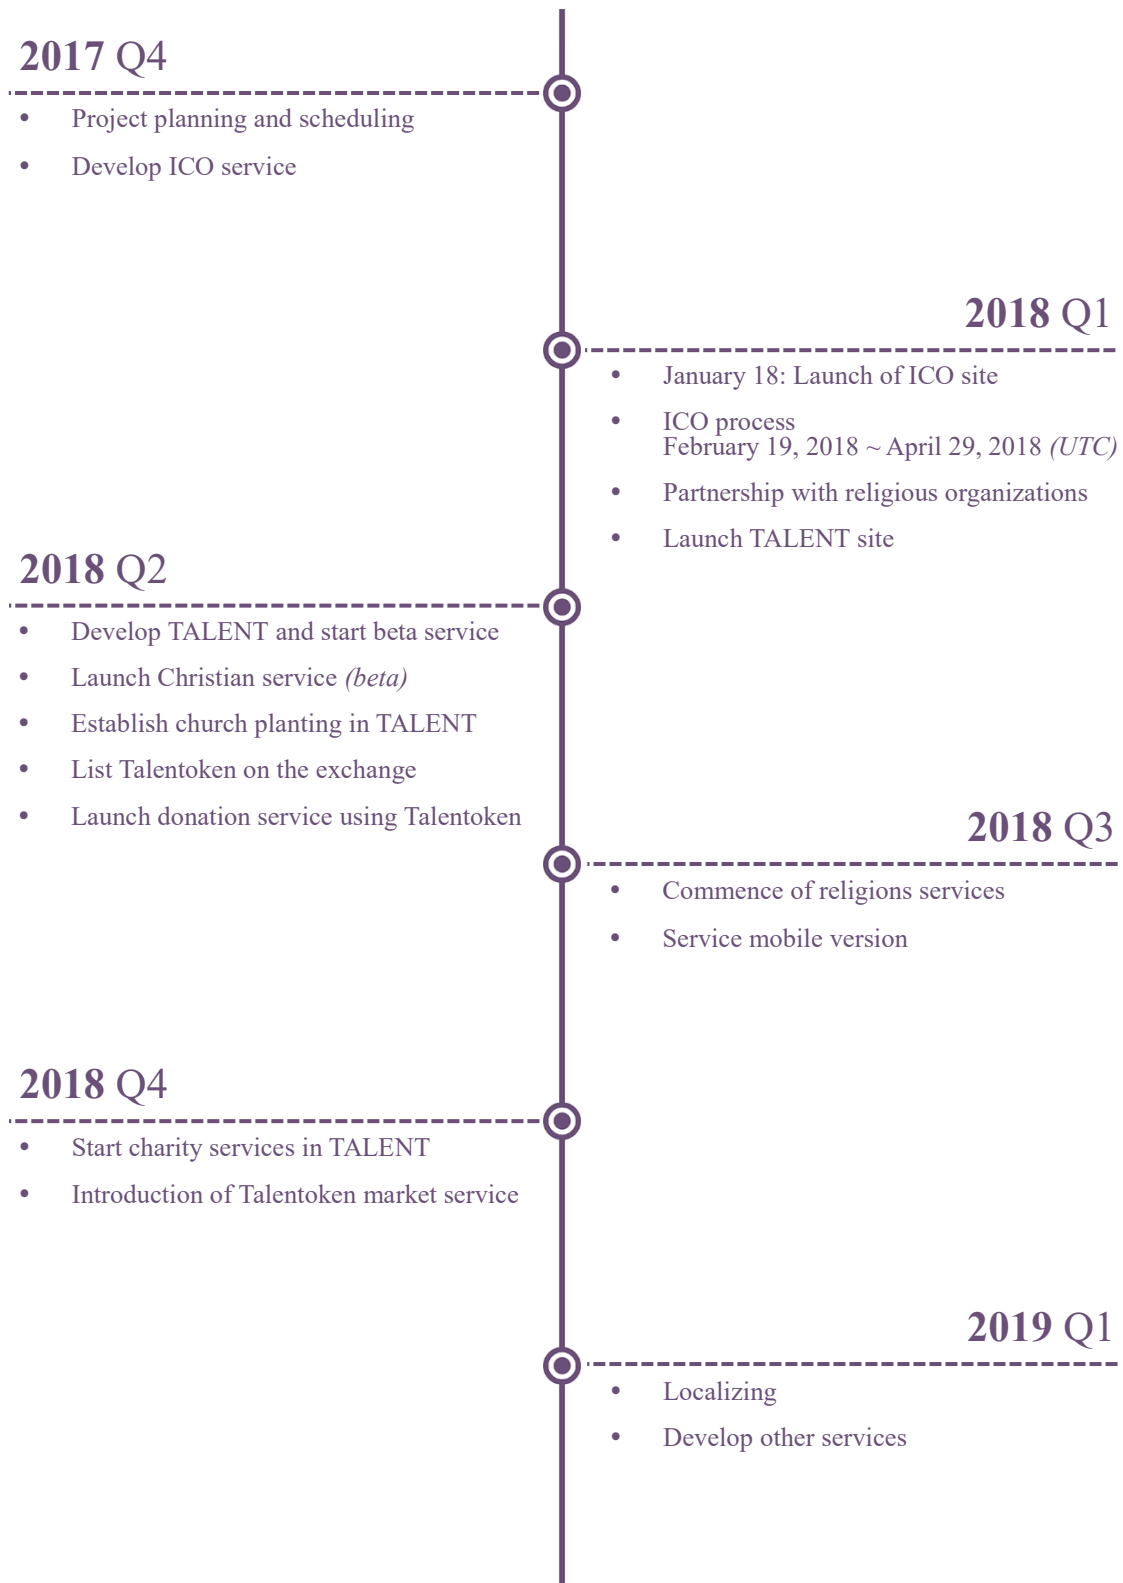 2017 Q4
• Project planning and scheduling
• Develop ICO service
2018 Q1
• January 18: Launch of ICO site
• ICO process
February 19, 2018 ~ April 29, 2018 (UTC)
• Partnership with religious organizations
• Launch TALENT site
2018 Q2
• Develop TALENT and start beta service
• Launch Christian service (beta)
• Establish church planting in TALENT
• List Talentoken on the exchange
• Launch donation service using Talentoken
2018 Q3
• Commence of religions services
• Service mobile version
2018 Q4
• Start charity services in TALENT
• Introduction of Talentoken market service
2019 Q1
• Localizing
• Develop other services